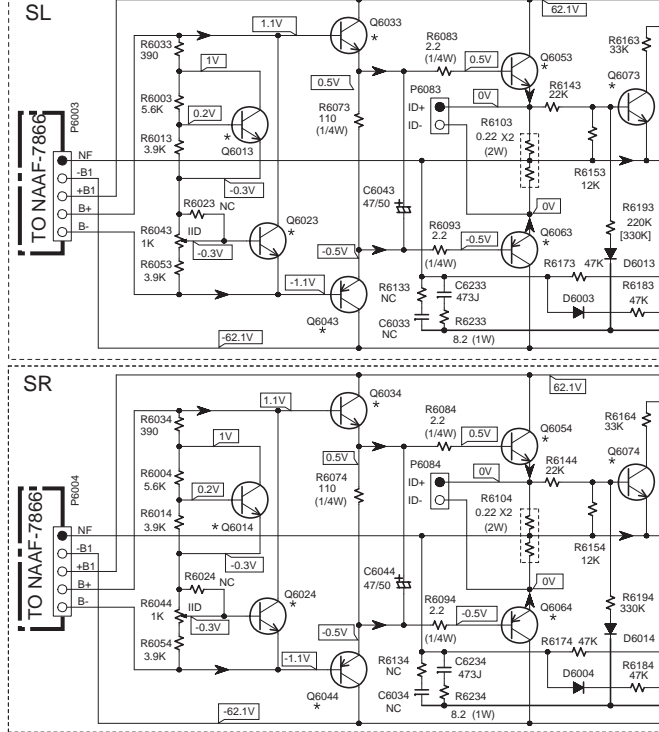 SL
1.1V
Q6033
*
62.1V
R6033
390
1V
R6083
2.2
(1/4W)
0.5V
Q6053
*
R6163
33K
P6003
R6003
5.6K
0.2V
0.5V
P6083
0V
R6143
22K
Q6073
*
R6073
110
(1/4W)
ID+
ID-
R6103
0.22 X2
(2W)
R6013
3.9K
*
Q6013
TO NAAF-7866
NF
-B1
+B1
B+
B-
-0.3V
R6153
12K
R6023
NC
C6043
47/50
0V
R6193
220K
[330K]
R6043
1K
IID
-0.3V
Q6023
*
R6093
2.2
(1/4W)
-0.5V
-0.5V
Q6063
*
R6053
3.9K
-1.1V
R6173
47K
D6013
R6133
NC
C6233
473J
R6183
47K
D6003
Q6043
*
C6033
NC
R6233
8.2 (1W)
-62.1V
SR
1.1V
Q6034
*
62.1V
R6034
390
1V
R6084
2.2
(1/4W)
0.5V
Q6054
*
R6164
33K
P6004
R6004
5.6K
0.2V
0.5V
P6084
0V
R6144
22K
Q6074
*
R6074
110
(1/4W)
ID+
ID-
R6104
0.22 X2
(2W)
R6014
3.9K
* Q6014
TO NAAF-7866
NF
-B1
+B1
B+
B-
-0.3V
R6154
12K
R6024
NC
C6044
47/50
0V
R6194
330K
R6044
1K
IID
-0.3V
Q6024
*
R6094
2.2
(1/4W)
-0.5V
-0.5V
Q6064
*
R6054
3.9K
-1.1V
R6174
47K
D6014
R6134
NC
C6234
473J
R6184
47K
D6004
Q6044
*
C6034
NC
R6234
8.2 (1W)
-62.1V